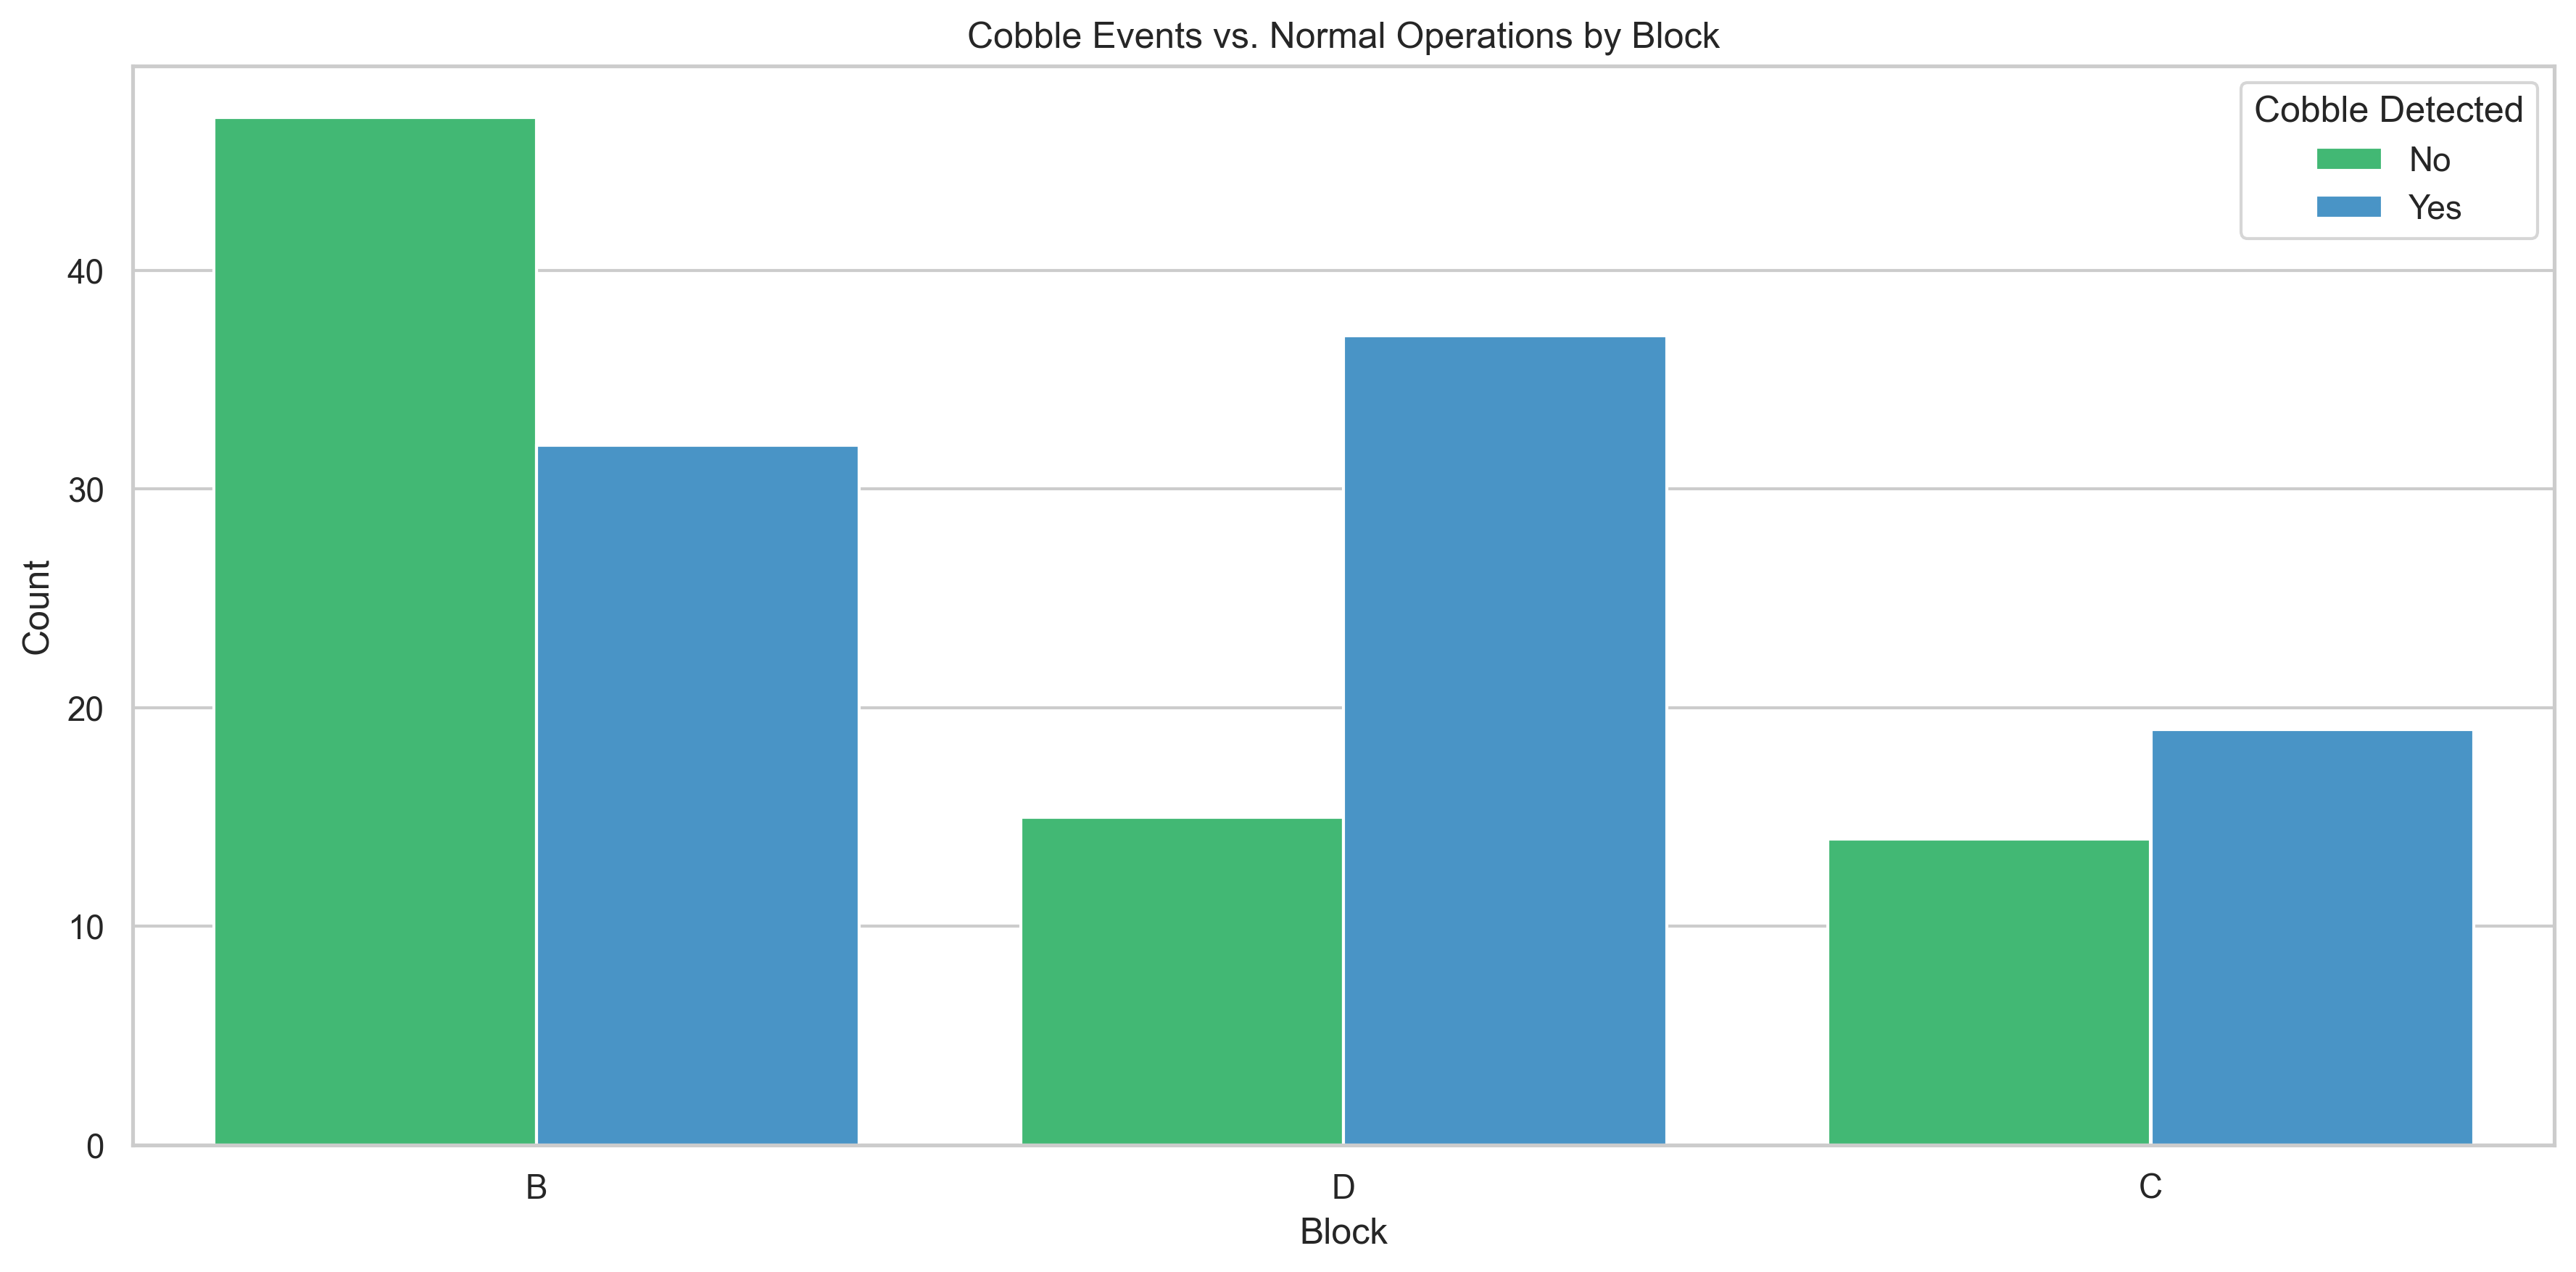 Cobble Events vs. Normal Operations by Block
Cobble Detected
No
Yes
40
30
20
10
0
Count
B D C
Block